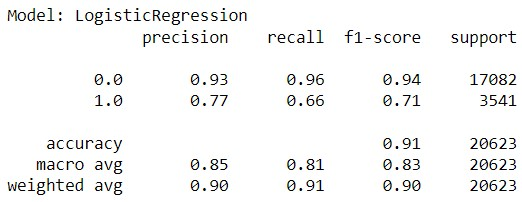 Model: LogisticRegression
precision recall f1-score support
0.0 0.93 0.96 0.94 17082
1.0 0.77 0.66 0.71 3541
accuracy 0.91 20623
macro avg 0.85 0.81 0.83 20623
weighted avg 0.90 0.91 0.90 20623